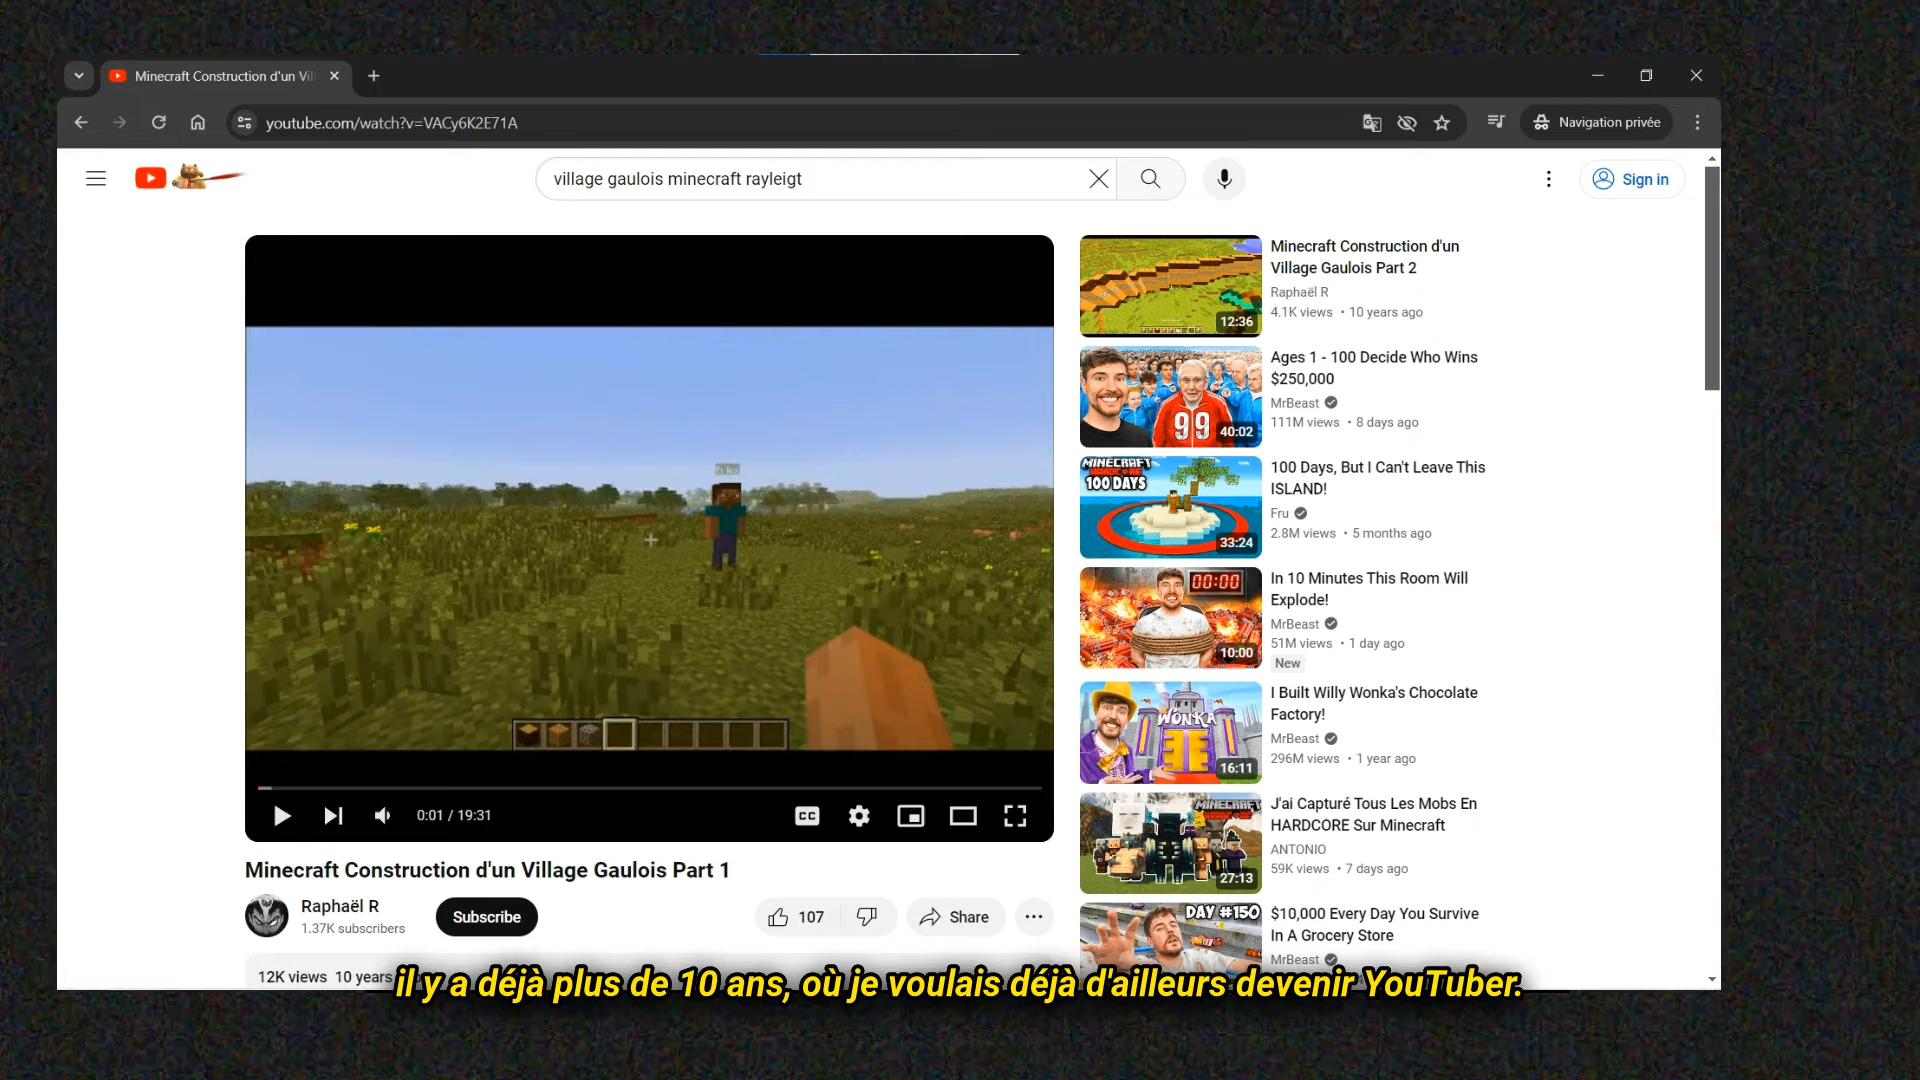 Minecraft Construction d'un Vil
youtube.com/watch?v=VACy6K2E71A
Navigation privée
village gaulois minecraft rayleigt
Sign in
0:01 / 19:31
CC
Minecraft Construction d'un Village Gaulois Part 1
Raphaël R
1.37K subscribers
Subscribe
107
Share
12K views 10 years
12:36
Minecraft Construction d'un
Village Gaulois Part 2
Raphaël R
4.1K views • 10 years ago
99
40:02
Ages 1 - 100 Decide Who Wins
$250,000
MrBeast
111M views • 8 days ago
MINECRAFT
HARDCORE
100 DAYS
33:24
100 Days, But I Can't Leave This
ISLAND!
Fru
2.8M views • 5 months ago
00:00
10:00
In 10 Minutes This Room Will
Explode!
MrBeast
51M views • 1 day ago
New
WONKA
16:11
I Built Willy Wonka's Chocolate
Factory!
MrBeast
296M views • 1 year ago
MINECRAFT
HARDCORE
27:13
J'ai Capturé Tous Les Mobs En
HARDCORE Sur Minecraft
ANTONIO
59K views • 7 days ago
DAY #150
$10,000 Every Day You Survive
In A Grocery Store
MrBeast
il y a déjà plus de 10 ans, où je voulais déjà d'ailleurs devenir YouTuber.